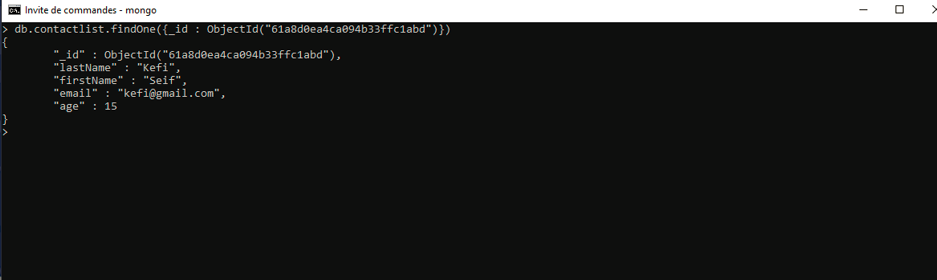 Invite de commandes - mongo
> db.contactlist.findOne({_id : ObjectId("61a8d0ea4ca094b33ffc1abd")})
{
        "_id" : ObjectId("61a8d0ea4ca094b33ffc1abd"),
        "lastName" : "Kefi",
        "firstName" : "Seif",
        "email" : "kefi@gmail.com",
        "age" : 15
}
>